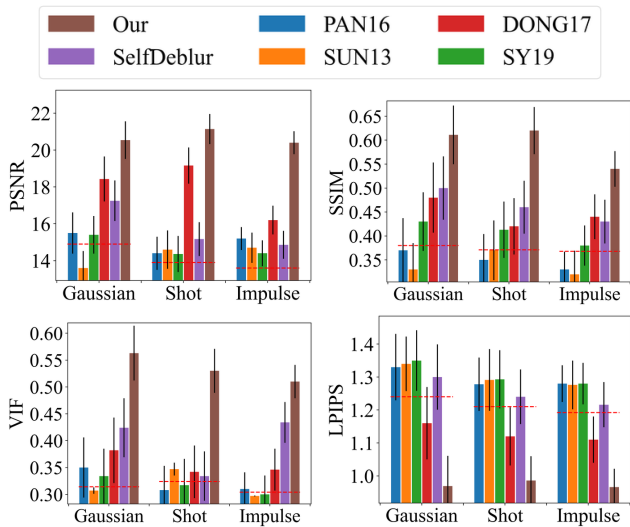 Our PAN16 DONG17
SelfDeblur SUN13 SY19
PSNR
22
20
18
16
14
Gaussian Shot Impulse
SSIM
0.65
0.60
0.55
0.50
0.45
0.40
0.35
Gaussian Shot Impulse
VIF
0.60
0.55
0.50
0.45
0.40
0.35
0.30
Gaussian Shot Impulse
LPIPS
1.4
1.3
1.2
1.1
1.0
Gaussian Shot Impulse